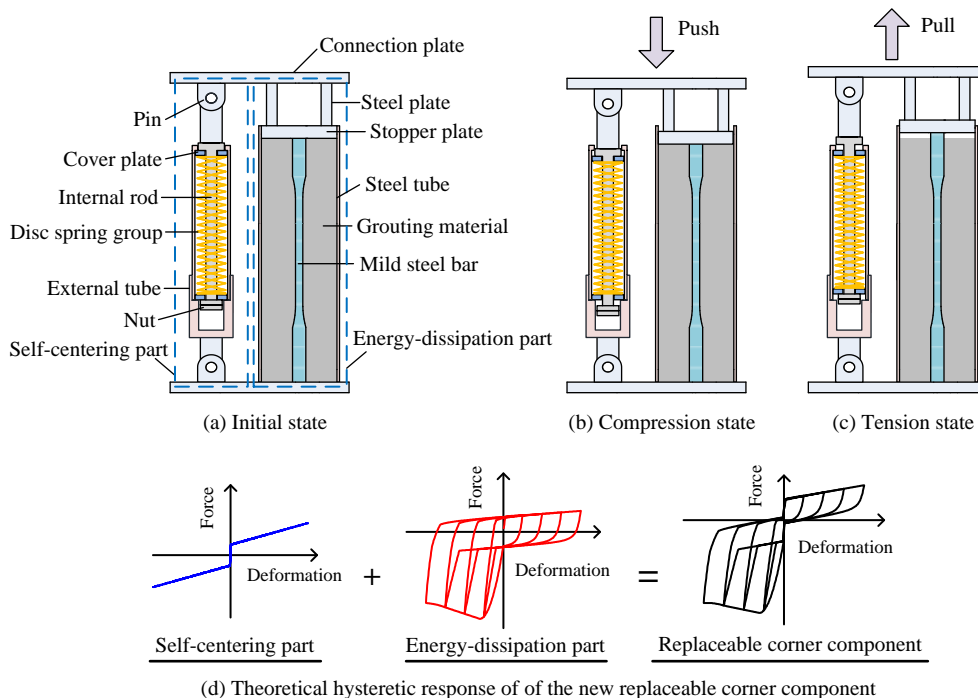 Connection plate
Pin
Steel plate
Stopper plate
Cover plate
Internal rod
Steel tube
Disc spring group
Grouting material
Mild steel bar
External tube
Nut
Self-centering part
Energy-dissipation part
(a) Initial state
Push
(b) Compression state
Pull
(c) Tension state
Force
Deformation
Self-centering part
+
Force
Deformation
Energy-dissipation part
=
Force
Deformation
Replaceable corner component
(d) Theoretical hysteretic response of of the new replaceable corner component